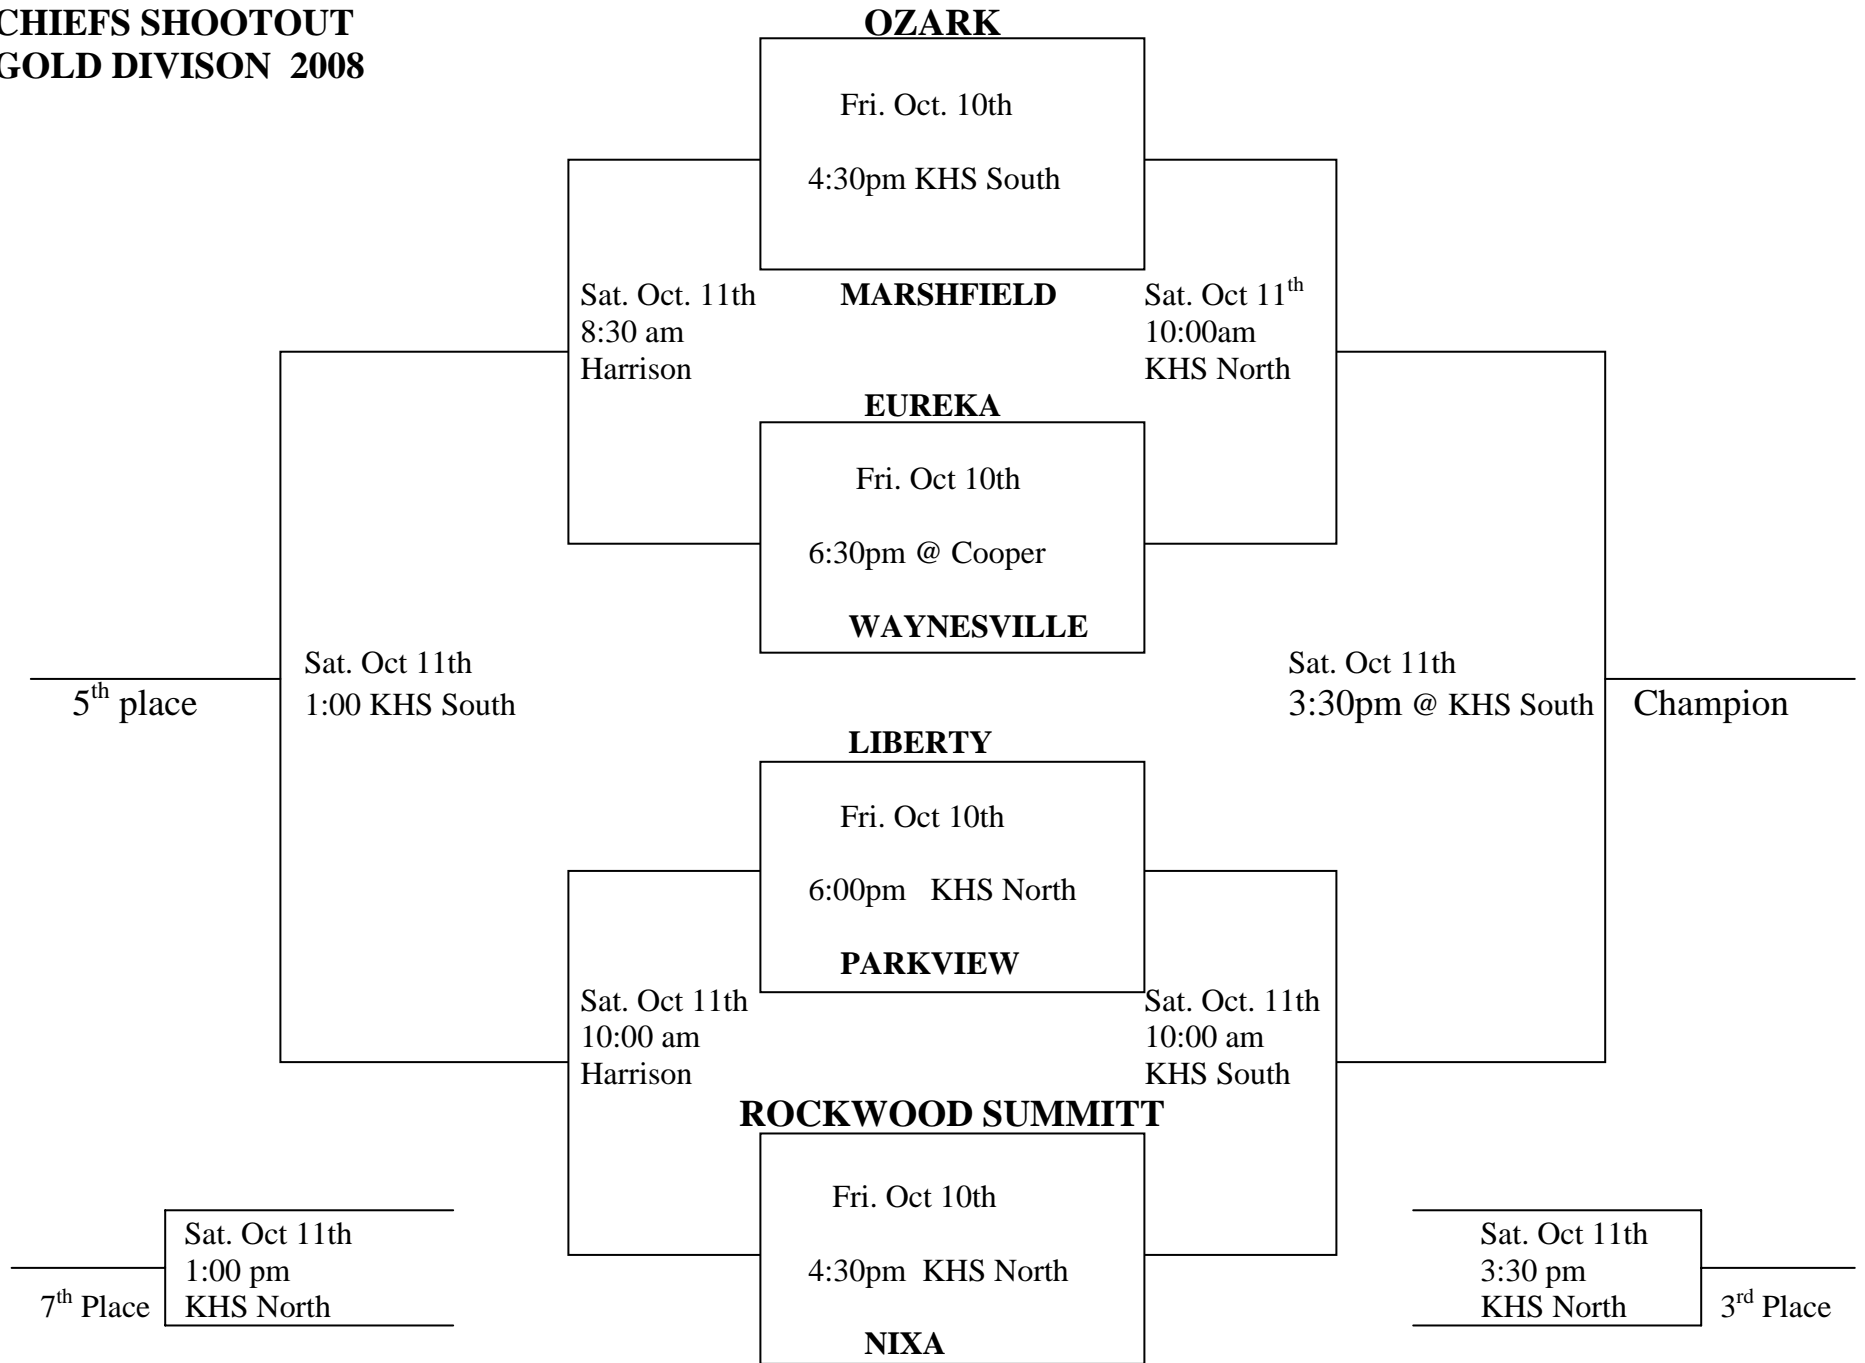 CHIEFS SHOOTOUT
GOLD DIVISON 2008
OZARK
Fri. Oct. 10th
4:30pm KHS South
MARSHFIELD
Sat. Oct. 11th
8:30 am
Harrison
Sat. Oct 11th
10:00am
KHS North
EUREKA
Fri. Oct 10th
6:30pm @ Cooper
WAYNESVILLE
5th place
Sat. Oct 11th
1:00 KHS South
Sat. Oct 11th
3:30pm @ KHS South
Champion
LIBERTY
Fri. Oct 10th
6:00pm KHS North
PARKVIEW
Sat. Oct 11th
10:00 am
Harrison
Sat. Oct. 11th
10:00 am
KHS South
ROCKWOOD SUMMITT
Fri. Oct 10th
4:30pm KHS North
NIXA
Sat. Oct 11th
1:00 pm
KHS North
7th Place
Sat. Oct 11th
3:30 pm
KHS North
3rd Place